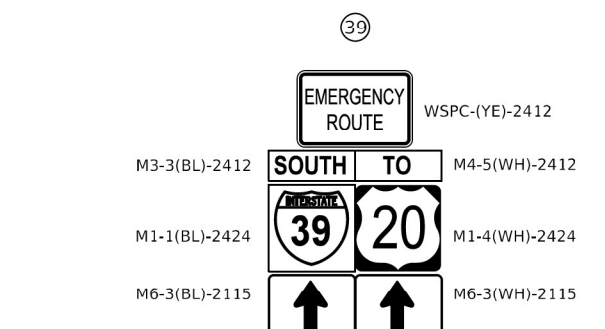 39
EMERGENCY
ROUTE
WSPC-(YE)-2412
M3-3(BL)-2412
SOUTH
TO
M4-5(WH)-2412
INTERSTATE
39
20
M1-1(BL)-2424
M1-4(WH)-2424
M6-3(BL)-2115
M6-3(WH)-2115